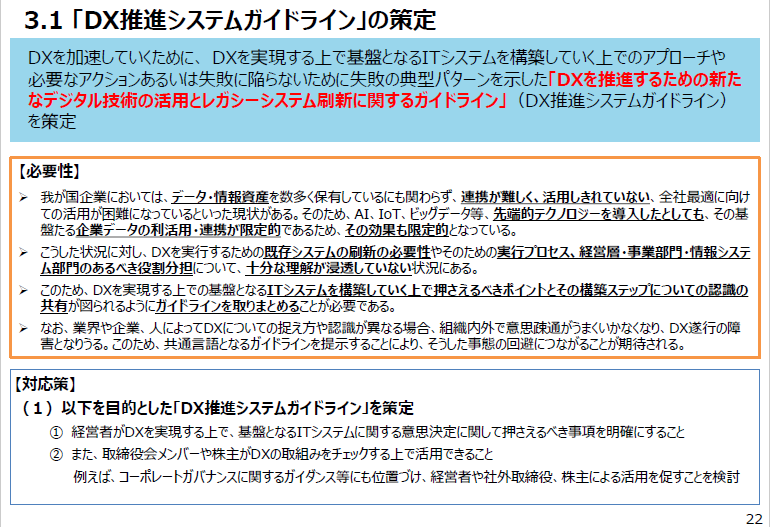 3.1 「DX推進システムガイドライン」の策定
DXを加速していくために、 DXを実現する上で基盤となるITシステムを構築していく上でのアプローチや
必要なアクションあるいは失敗に陥らないために失敗の典型パターンを示した「DXを推進するための新た
なデジタル技術の活用とレガシーシステム刷新に関するガイドライン」（DX推進システムガイドライン）
を策定
【必要性】
➢ 我が国企業においては、データ・情報資産を数多く保有しているにも関わらず、連携が難しく、活用しきれていない、全社最適に向け
ての活用が困難になっているといった現状がある。そのため、AI、IoT、ビッグデータ等、先端的テクノロジーを導入したとしても、その基
盤たる企業データの利活用・連携が限定的であるため、その効果も限定的となっている。
➢ こうした状況に対し、DXを実行するための既存システムの刷新の必要性やそのための実行プロセス、経営層・事業部門・情報システ
ム部門のあるべき役割分担について、十分な理解が浸透していない状況にある。
➢ このため、DXを実現する上での基盤となるITシステムを構築していく上で押さえるべきポイントとその構築ステップについての認識の
共有が図られるようにガイドラインを取りまとめることが必要である。
➢ なお、業界や企業、人によってDXについての捉え方や認識が異なる場合、組織内外で意思疎通がうまくいかなくなり、DX遂行の障
害となりうる。このため、共通言語となるガイドラインを提示することにより、そうした事態の回避につながることが期待される。
【対応策】
（１）以下を目的とした「DX推進システムガイドライン」を策定
① 経営者がDXを実現する上で、基盤となるITシステムに関する意思決定に関して押さえるべき事項を明確にすること
② また、取締役会メンバーや株主がDXの取組みをチェックする上で活用できること
例えば、コーポレートガバナンスに関するガイダンス等にも位置づけ、経営者や社外取締役、株主による活用を促すことを検討
22